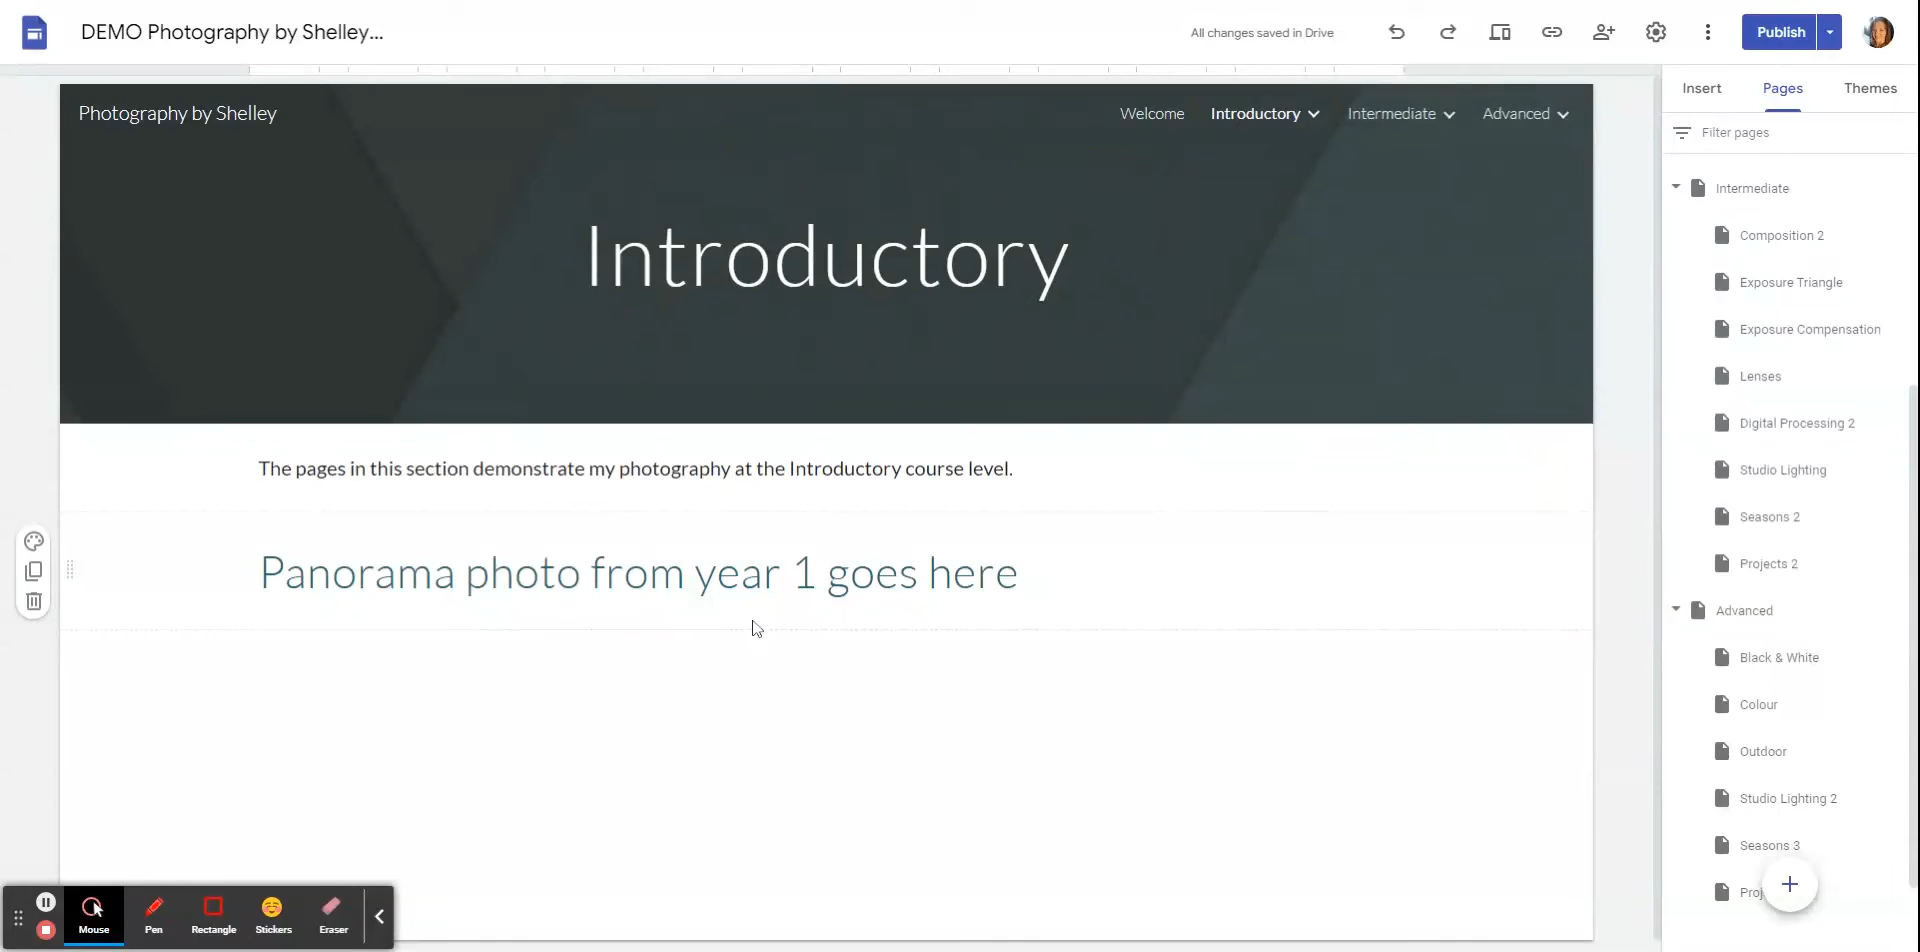 DEMO Photography by Shelley...
All changes saved in Drive
Publish
Insert
Pages
Themes
Photography by Shelley
Welcome
Introductory
Intermediate
Advanced
Filter pages
Introductory
Intermediate
Composition 2
Exposure Triangle
Exposure Compensation
Lenses
Digital Processing 2
Studio Lighting
Seasons 2
Projects 2
Advanced
Black & White
Colour
Outdoor
Studio Lighting 2
Seasons 3
The pages in this section demonstrate my photography at the Introductory course level.
Panorama photo from year 1 goes here
Mouse
Pen
Rectangle
Stickers
Eraser